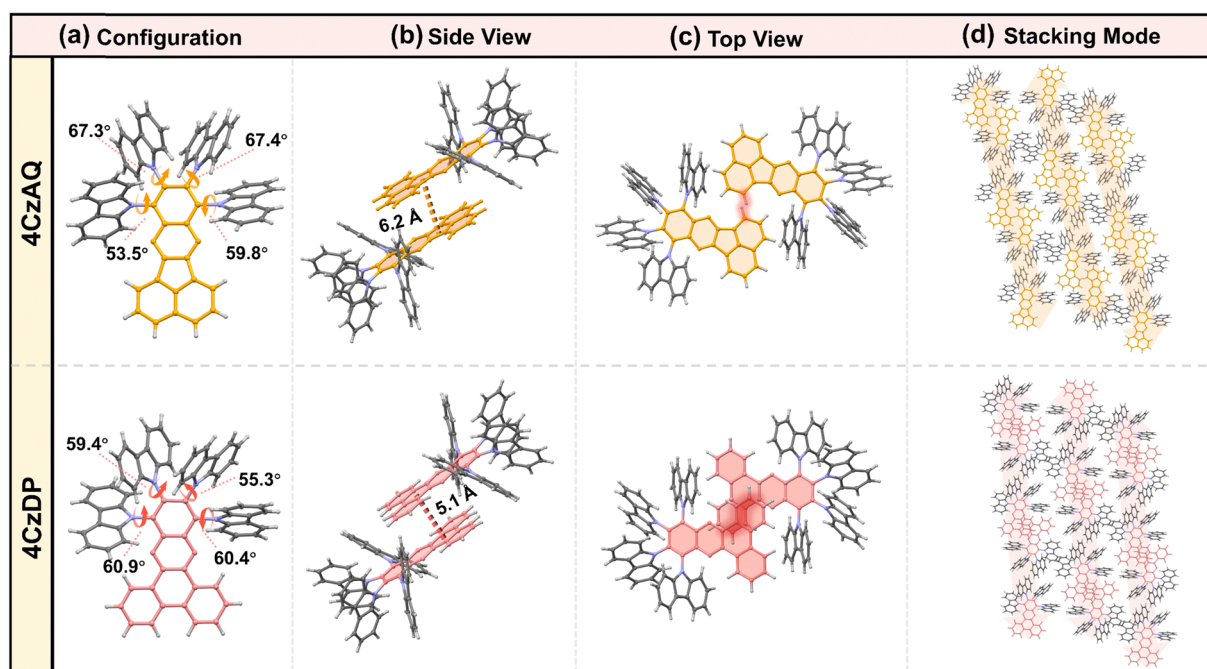 (a) Configuration
(b) Side View
(c) Top View
(d) Stacking Mode
4CzAQ
67.3°
67.4°
53.5°
59.8°
6.2 Å
4CzDP
59.4°
55.3°
60.9°
60.4°
5.1 Å